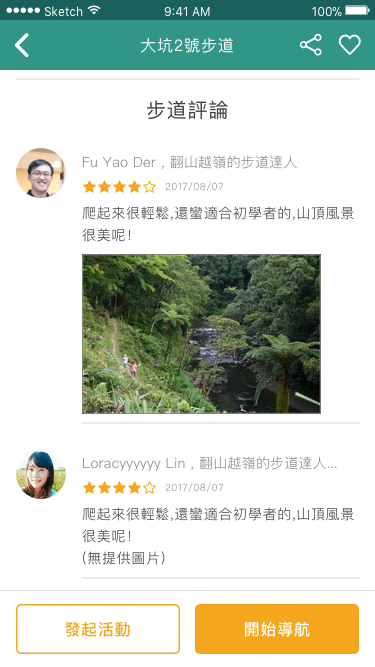 Sketch 9:41 AM 100%
大坑2號步道
步道評論
Fu Yao Der , 翻山越嶺的步道達人
2017/08/07
爬起來很輕鬆,還蠻適合初學者的,山頂風景
很美呢!
Loracyyyyyy Lin , 翻山越嶺的步道達人...
2017/08/07
爬起來很輕鬆,還蠻適合初學者的,山頂風景
很美呢!
(無提供圖片)
發起活動 開始導航